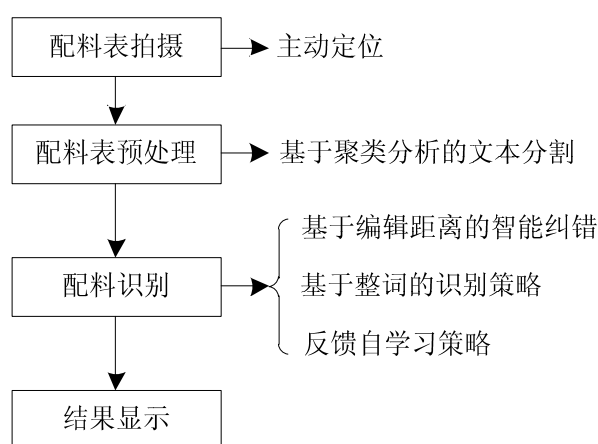 配料表拍摄
主动定位
配料表预处理
基于聚类分析的文本分割
基于编辑距离的智能纠错
配料识别
基于整词的识别策略
反馈自学习策略
结果显示